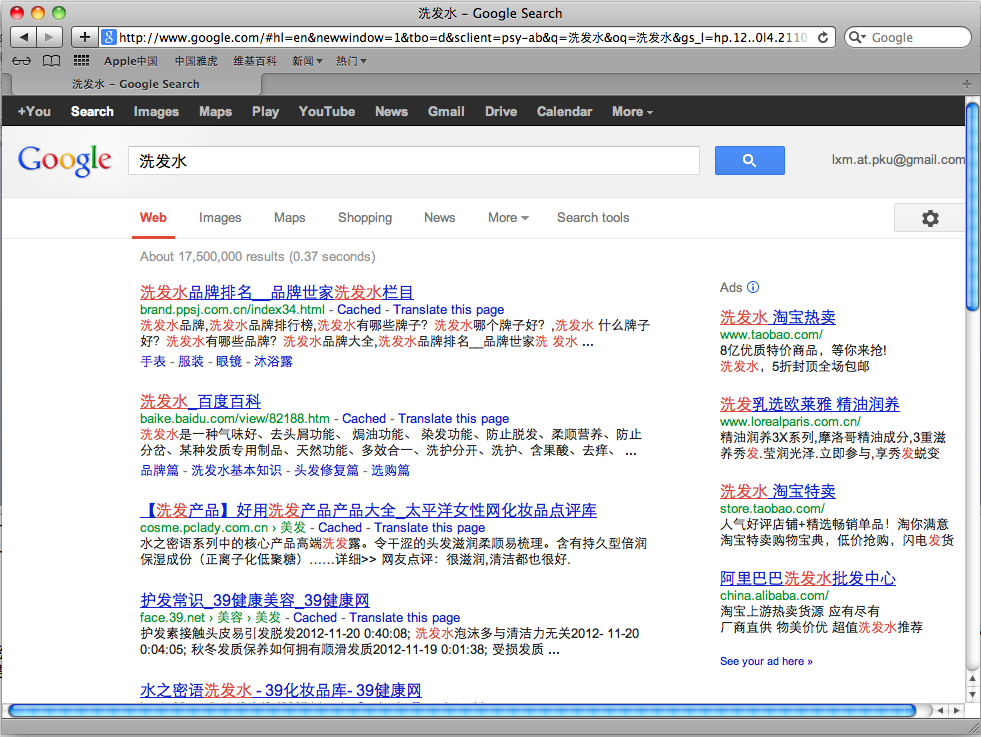 洗发水 – Google Search
http://www.google.com/#hl=en&newwindow=1&tbo=d&sclient=psy-ab&q=洗发水&oq=洗发水&gs_l=hp.12..0l4.2110
Google
Apple中国 中国雅虎 维基百科 新闻 热门
洗发水 – Google Search
+You Search Images Maps Play YouTube News Gmail Drive Calendar More
Google
洗发水
lxm.at.pku@gmail.com
Web Images Maps Shopping News More Search tools
About 17,500,000 results (0.37 seconds)
洗发水品牌排名__品牌世家洗发水栏目
brand.ppsj.com.cn/index34.html - Cached - Translate this page
洗发水品牌,洗发水品牌排行榜,洗发水有哪些牌子？洗发水哪个牌子好？,洗发水 什么牌子
好？洗发水有哪些品牌？洗发水品牌大全,洗发水品牌排名__品牌世家洗 发水 ...
手表 - 服装 - 眼镜 - 沐浴露
洗发水_百度百科
baike.baidu.com/view/82188.htm - Cached - Translate this page
洗发水是一种气味好、去头屑功能、 焗油功能、 染发功能、防止脱发、柔顺营养、防止
分岔、某种发质专用制品、天然功能、多效合一、洗护分开、洗护、含果酸、去痒、 ...
品牌篇 - 洗发水基本知识 - 头发修复篇 - 选购篇
【洗发产品】好用洗发产品产品大全_太平洋女性网化妆品点评库
cosme.pclady.com.cn › 美发 - Cached - Translate this page
水之密语系列中的核心产品高端洗发露。令干涩的头发滋润柔顺易梳理。含有持久型倍润
保湿成份（正离子化低聚糖）……详细>> 网友点评：很滋润,清洁都也很好.
护发常识_39健康美容_39健康网
face.39.net › 美容 › 美发 - Cached - Translate this page
护发素接触头皮易引发脱发2012-11-20 0:40:08; 洗发水泡沫多与清洁力无关2012- 11-20
0:04:05; 秋冬发质保养如何拥有顺滑发质2012-11-19 0:01:38; 受损发质 ...
水之密语洗发水 - 39化妆品库- 39健康网
Ads
洗发水 淘宝热卖
www.taobao.com/
8亿优质特价商品，等你来抢!
洗发水，5折封顶全场包邮
洗发乳选欧莱雅 精油润养
www.lorealparis.com.cn/
精油润养3X系列,摩洛哥精油成分,3重滋
养秀发.莹润光泽.立即参与,享秀发蜕变
洗发水 淘宝特卖
store.taobao.com/
人气好评店铺+精选畅销单品！淘你满意
淘宝特卖购物宝典，低价抢购，闪电发货
阿里巴巴洗发水批发中心
china.alibaba.com/
淘宝上游热卖货源 应有尽有
厂商直供 物美价优 超值洗发水推荐
See your ad here »